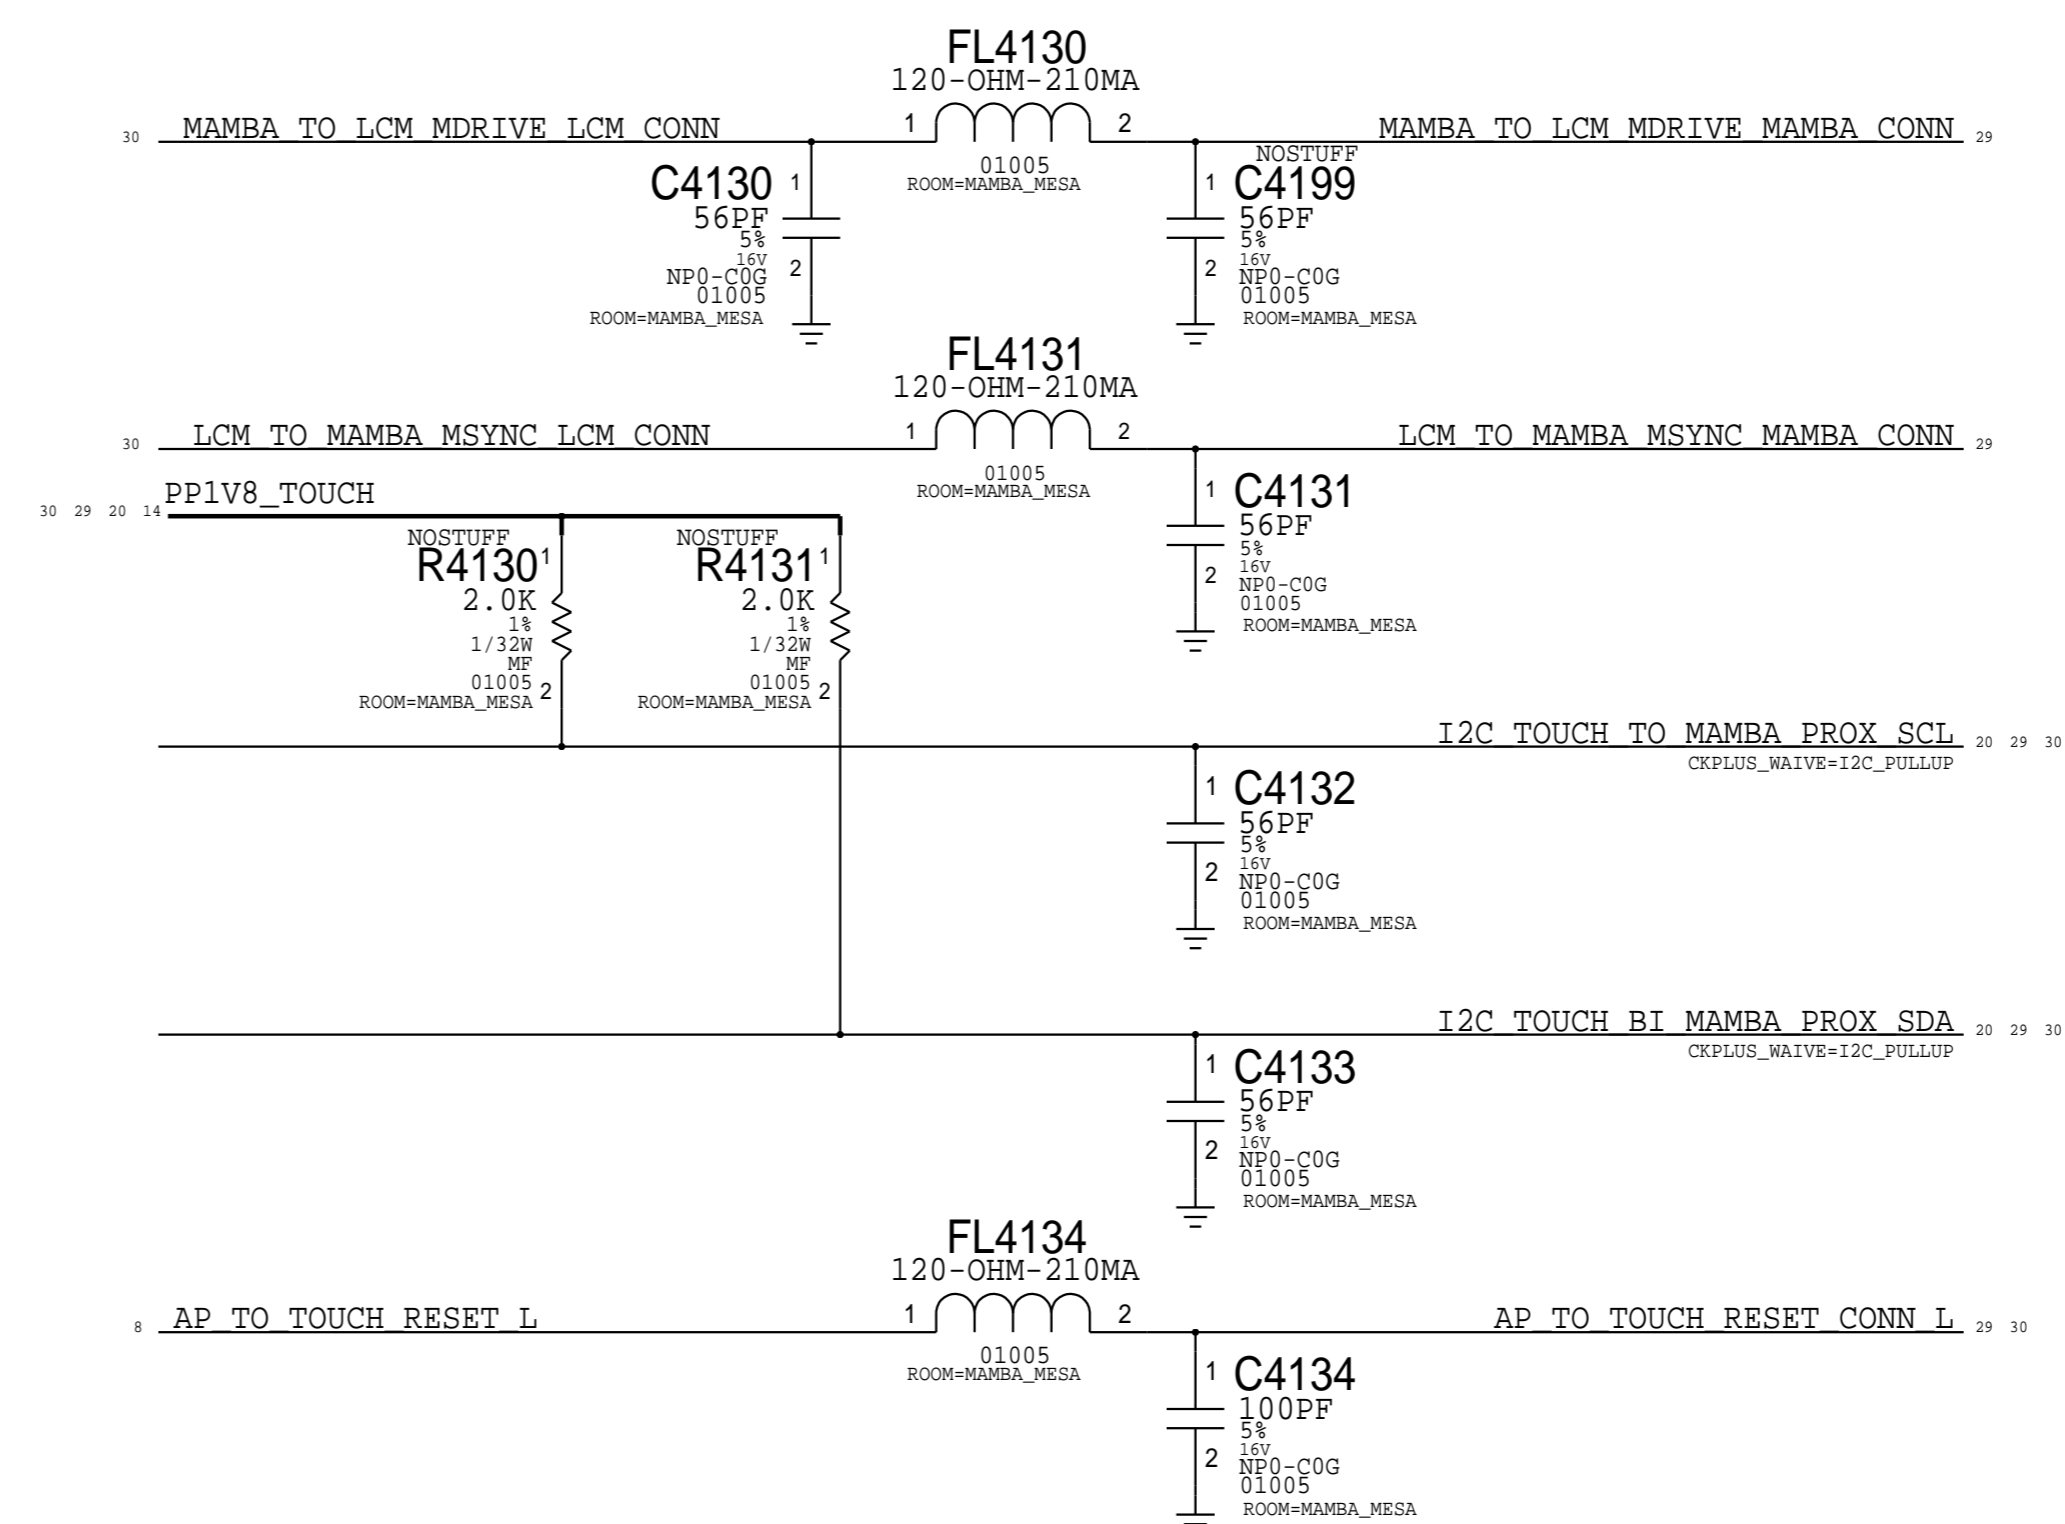 FL4130
120-OHM-210MA
30 MAMBA_TO_LCM_MDRIVE_LCM_CONN 1 2 MAMBA_TO_LCM_MDRIVE_MAMBA_CONN 29
01005
ROOM=MAMBA_MESA
C4130 1
56PF
5%
16V
NP0-C0G 2
01005
ROOM=MAMBA_MESA
NOSTUFF
1 C4199
56PF
5%
16V
2 NP0-C0G
01005
ROOM=MAMBA_MESA
FL4131
120-OHM-210MA
30 LCM_TO_MAMBA_MSYNC_LCM_CONN 1 2 LCM_TO_MAMBA_MSYNC_MAMBA_CONN 29
01005
ROOM=MAMBA_MESA
1 C4131
56PF
5%
16V
2 NP0-C0G
01005
ROOM=MAMBA_MESA
30 29 20 14 PP1V8_TOUCH
NOSTUFF
R4130 1
2.0K
1%
1/32W
MF
01005 2
ROOM=MAMBA_MESA
NOSTUFF
R4131 1
2.0K
1%
1/32W
MF
01005 2
ROOM=MAMBA_MESA
I2C_TOUCH_TO_MAMBA_PROX_SCL 20 29 30
CKPLUS_WAIVE=I2C_PULLUP
1 C4132
56PF
5%
16V
2 NP0-C0G
01005
ROOM=MAMBA_MESA
I2C_TOUCH_BI_MAMBA_PROX_SDA 20 29 30
CKPLUS_WAIVE=I2C_PULLUP
1 C4133
56PF
5%
16V
2 NP0-C0G
01005
ROOM=MAMBA_MESA
FL4134
120-OHM-210MA
8 AP_TO_TOUCH_RESET_L 1 2 AP_TO_TOUCH_RESET_CONN_L 29 30
01005
ROOM=MAMBA_MESA
1 C4134
100PF
5%
16V
2 NP0-C0G
01005
ROOM=MAMBA_MESA